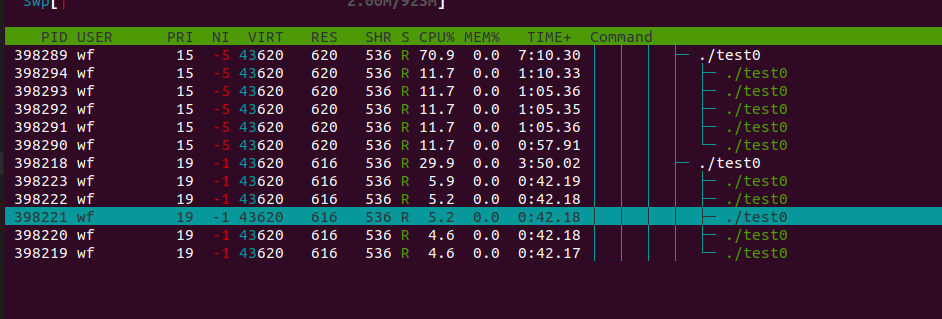 Swp[| 2.00M/923M]
PID USER PRI NI VIRT RES SHR S CPU% MEM% TIME+ Command
398289 wf 15 -5 43620 620 536 R 70.9 0.0 7:10.30 ./test0
398294 wf 15 -5 43620 620 536 R 11.7 0.0 1:10.33 ./test0
398293 wf 15 -5 43620 620 536 R 11.7 0.0 1:05.36 ./test0
398292 wf 15 -5 43620 620 536 R 11.7 0.0 1:05.35 ./test0
398291 wf 15 -5 43620 620 536 R 11.7 0.0 1:05.36 ./test0
398290 wf 15 -5 43620 620 536 R 11.7 0.0 0:57.91 ./test0
398218 wf 19 -1 43620 616 536 R 29.9 0.0 3:50.02 ./test0
398223 wf 19 -1 43620 616 536 R 5.9 0.0 0:42.19 ./test0
398222 wf 19 -1 43620 616 536 R 5.2 0.0 0:42.18 ./test0
398221 wf 19 -1 43620 616 536 R 5.2 0.0 0:42.18 ./test0
398220 wf 19 -1 43620 616 536 R 4.6 0.0 0:42.18 ./test0
398219 wf 19 -1 43620 616 536 R 4.6 0.0 0:42.17 ./test0